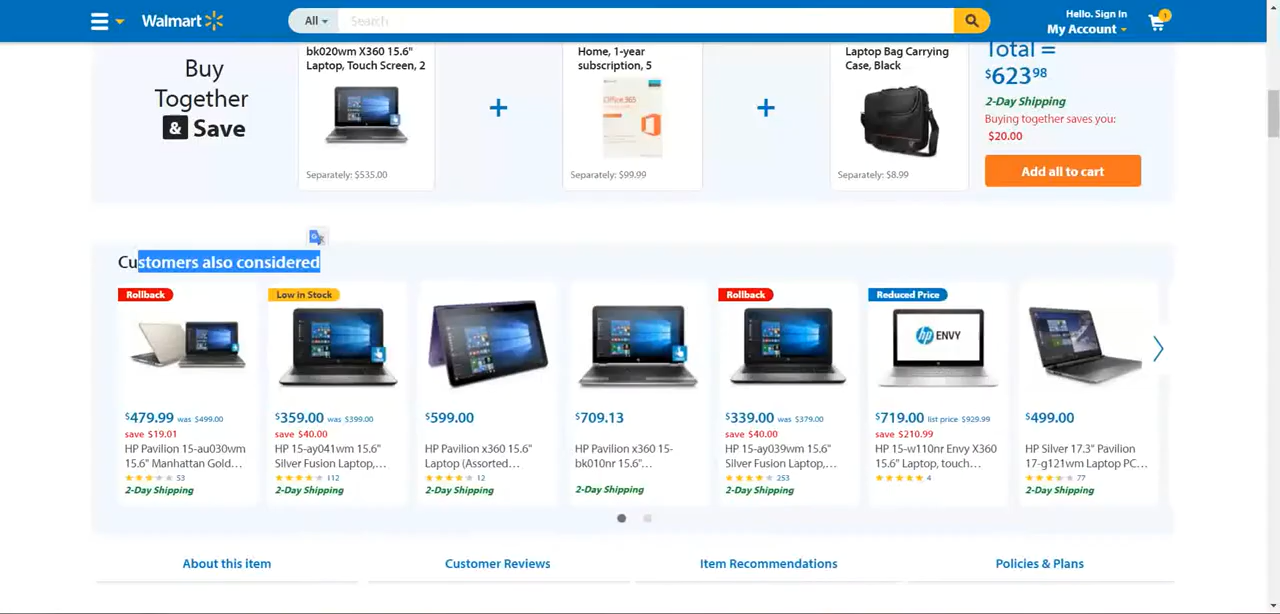 Walmart
All
Search
Hello. Sign In
My Account
1
Buy
Together
& Save
bk020wm X360 15.6"
Laptop, Touch Screen, 2
Separately: $535.00
+
Home, 1-year
subscription, 5
Office 365
Separately: $99.99
+
Laptop Bag Carrying
Case, Black
Separately: $8.99
Total =
$623.98
2-Day Shipping
Buying together saves you:
$20.00
Add all to cart
Customers also considered
Rollback
$479.99 was $499.00
save $19.01
HP Pavilion 15-au030wm
15.6" Manhattan Gold...
53
2-Day Shipping
Low in Stock
$359.00 was $399.00
save $40.00
HP 15-ay041wm 15.6"
Silver Fusion Laptop,...
112
2-Day Shipping
$599.00
HP Pavilion x360 15.6"
Laptop (Assorted...
12
2-Day Shipping
$709.13
HP Pavilion x360 15-
bk010nr 15.6"...
2-Day Shipping
Rollback
$339.00 was $379.00
save $40.00
HP 15-ay039wm 15.6"
Silver Fusion Laptop,...
253
2-Day Shipping
Reduced Price
hp ENVY
$719.00 list price $929.99
save $210.99
HP 15-w110nr Envy X360
15.6" Laptop, touch...
4
$499.00
HP Silver 17.3" Pavilion
17-g121wm Laptop PC...
77
2-Day Shipping
About this item
Customer Reviews
Item Recommendations
Policies & Plans